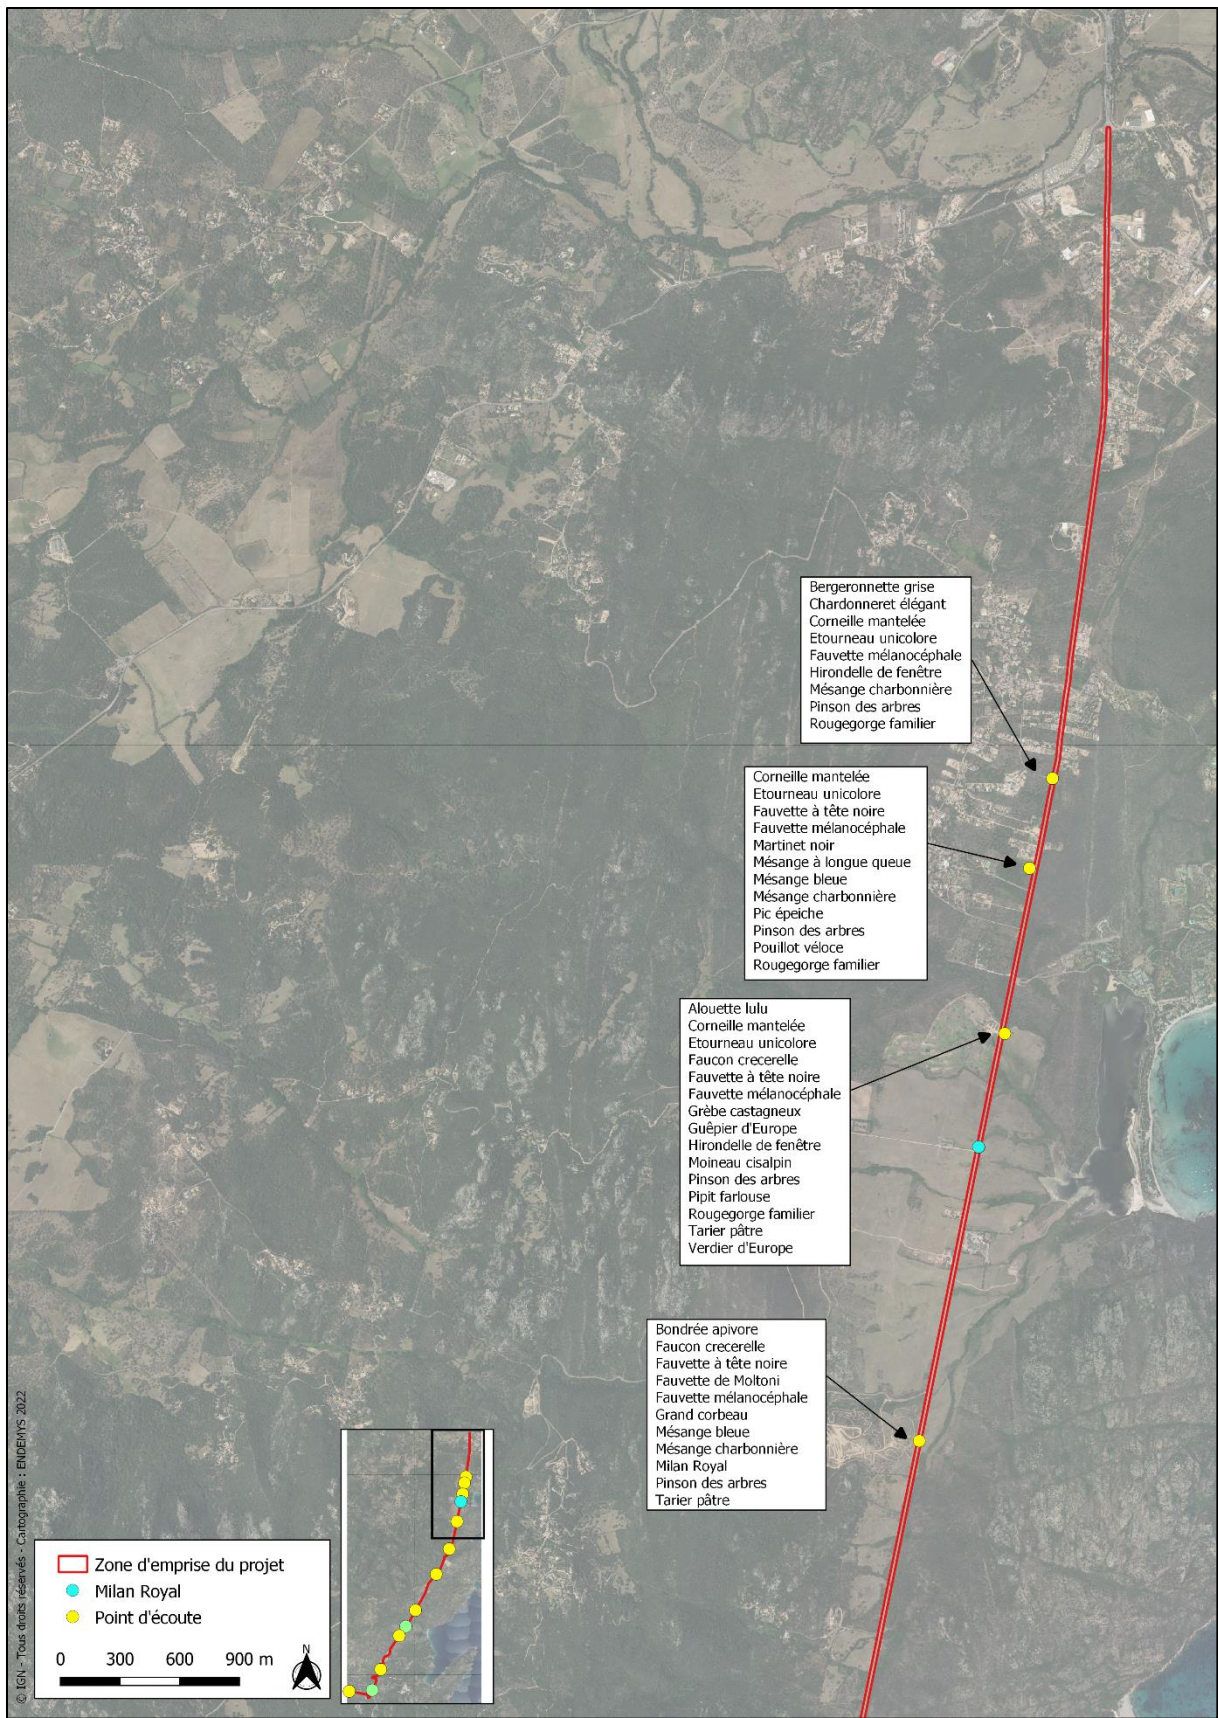 Bergeronnette grise
Chardonneret élégant
Corneille mantelée
Etourneau unicolore
Fauvette mélanocéphale
Hirondelle de fenêtre
Mésange charbonnière
Pinson des arbres
Rougegorge familier
Corneille mantelée
Etourneau unicolore
Fauvette à tête noire
Fauvette mélanocéphale
Martinet noir
Mésange à longue queue
Mésange bleue
Mésange charbonnière
Pic épeiche
Pinson des arbres
Pouillot véloce
Rougegorge familier
Alouette lulu
Corneille mantelée
Etourneau unicolore
Faucon crecerelle
Fauvette à tête noire
Fauvette mélanocéphale
Grèbe castagneux
Guêpier d'Europe
Hirondelle de fenêtre
Moineau cisalpin
Pinson des arbres
Pipit farlouse
Rougegorge familier
Tarier pâtre
Verdier d'Europe
Bondrée apivore
Faucon crecerelle
Fauvette à tête noire
Fauvette de Moltoni
Fauvette mélanocéphale
Grand corbeau
Mésange bleue
Mésange charbonnière
Milan Royal
Pinson des arbres
Tarier pâtre
© IGN - Tous droits réservés - Cartographie : ENDEMYS 2022
Zone d'emprise du projet
Milan Royal
Point d'écoute
0 300 600 900 m
N